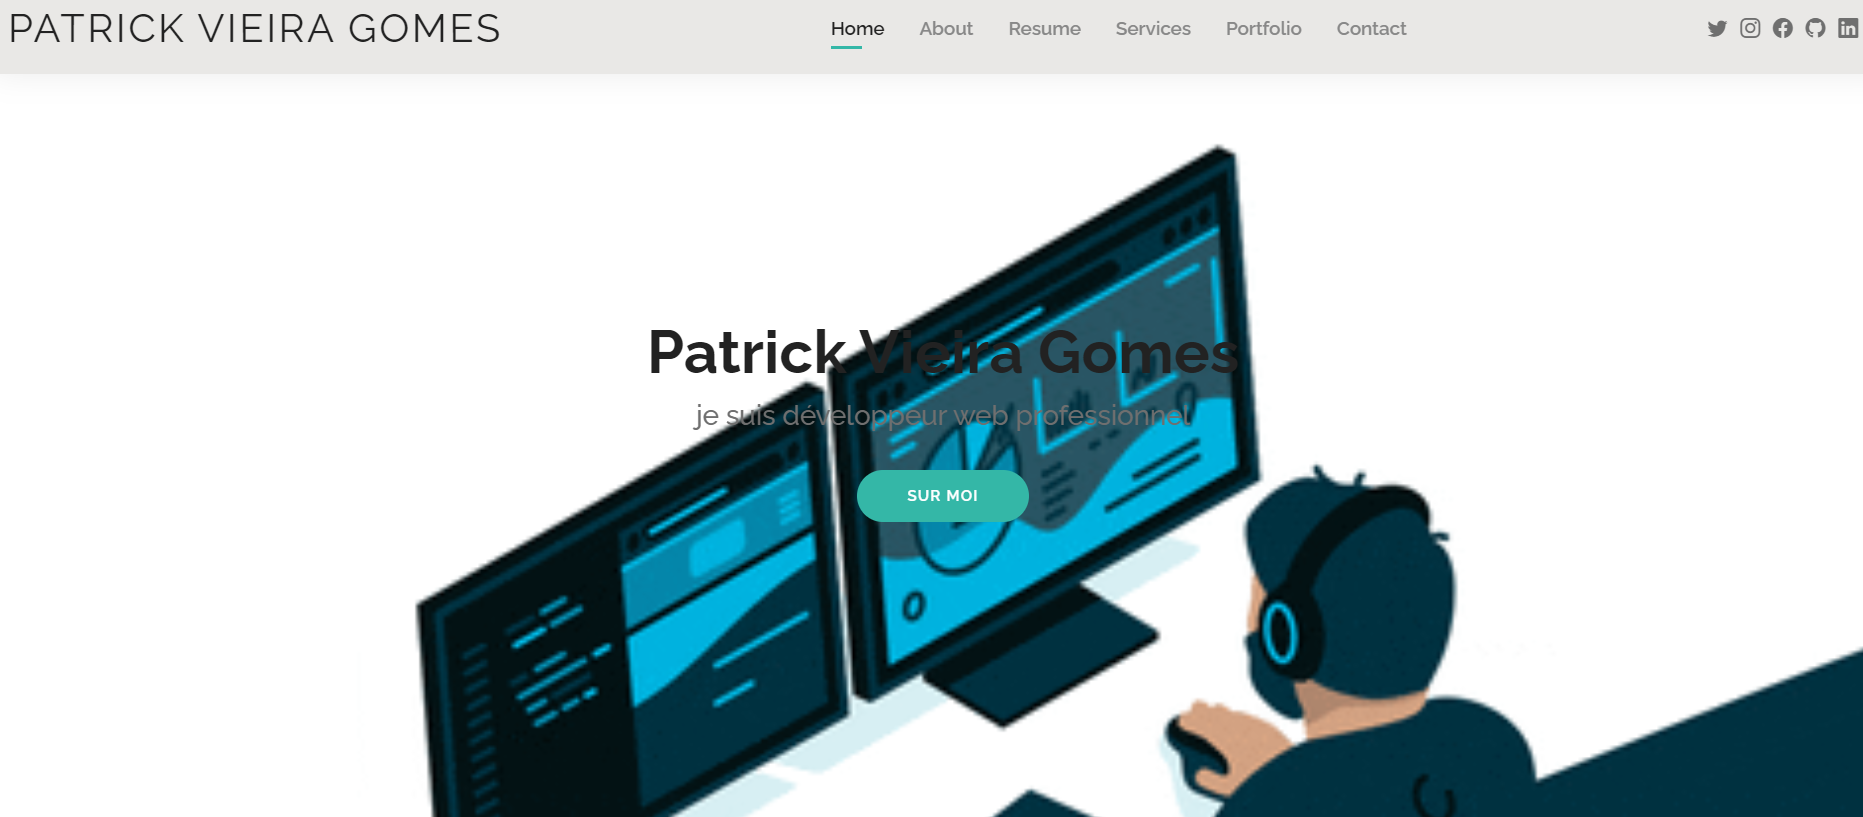 PATRICK VIEIRA GOMES
Home About Resume Services Portfolio Contact
Patrick Vieira Gomes
je suis développeur web professionnel
SUR MOI